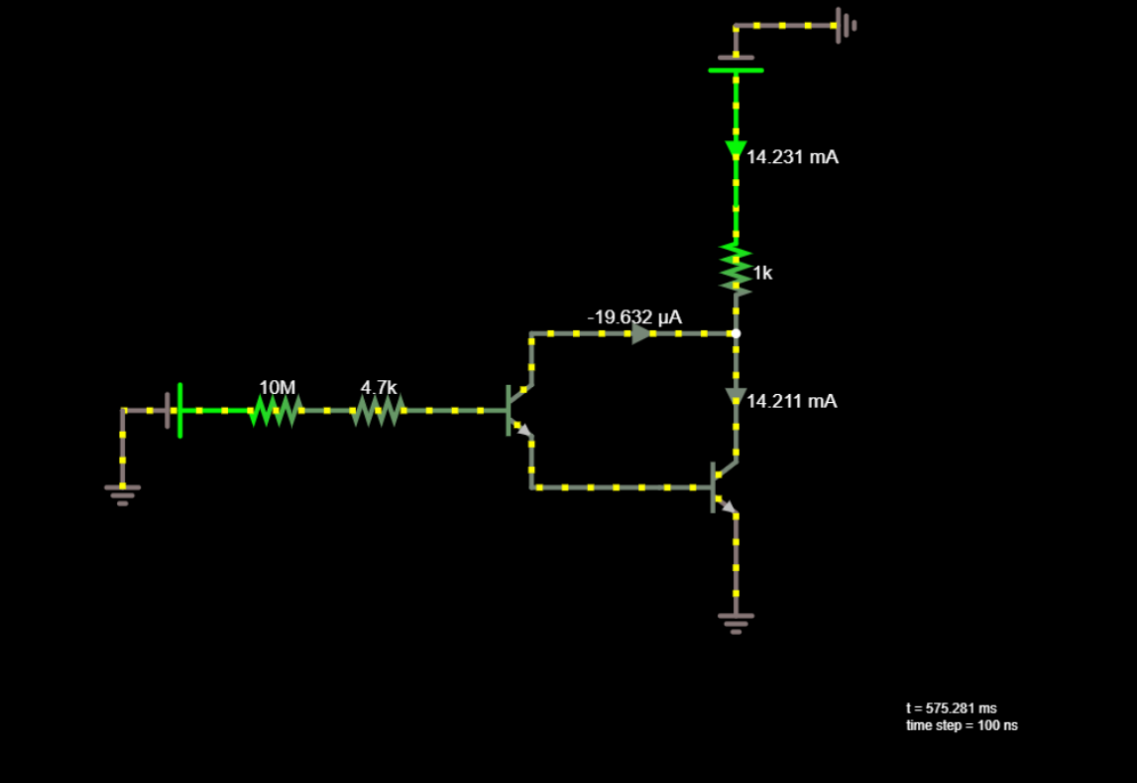 14.231 mA
1k
-19.632 µA
10M
4.7k
14.211 mA
t = 575.281 ms
time step = 100 ns